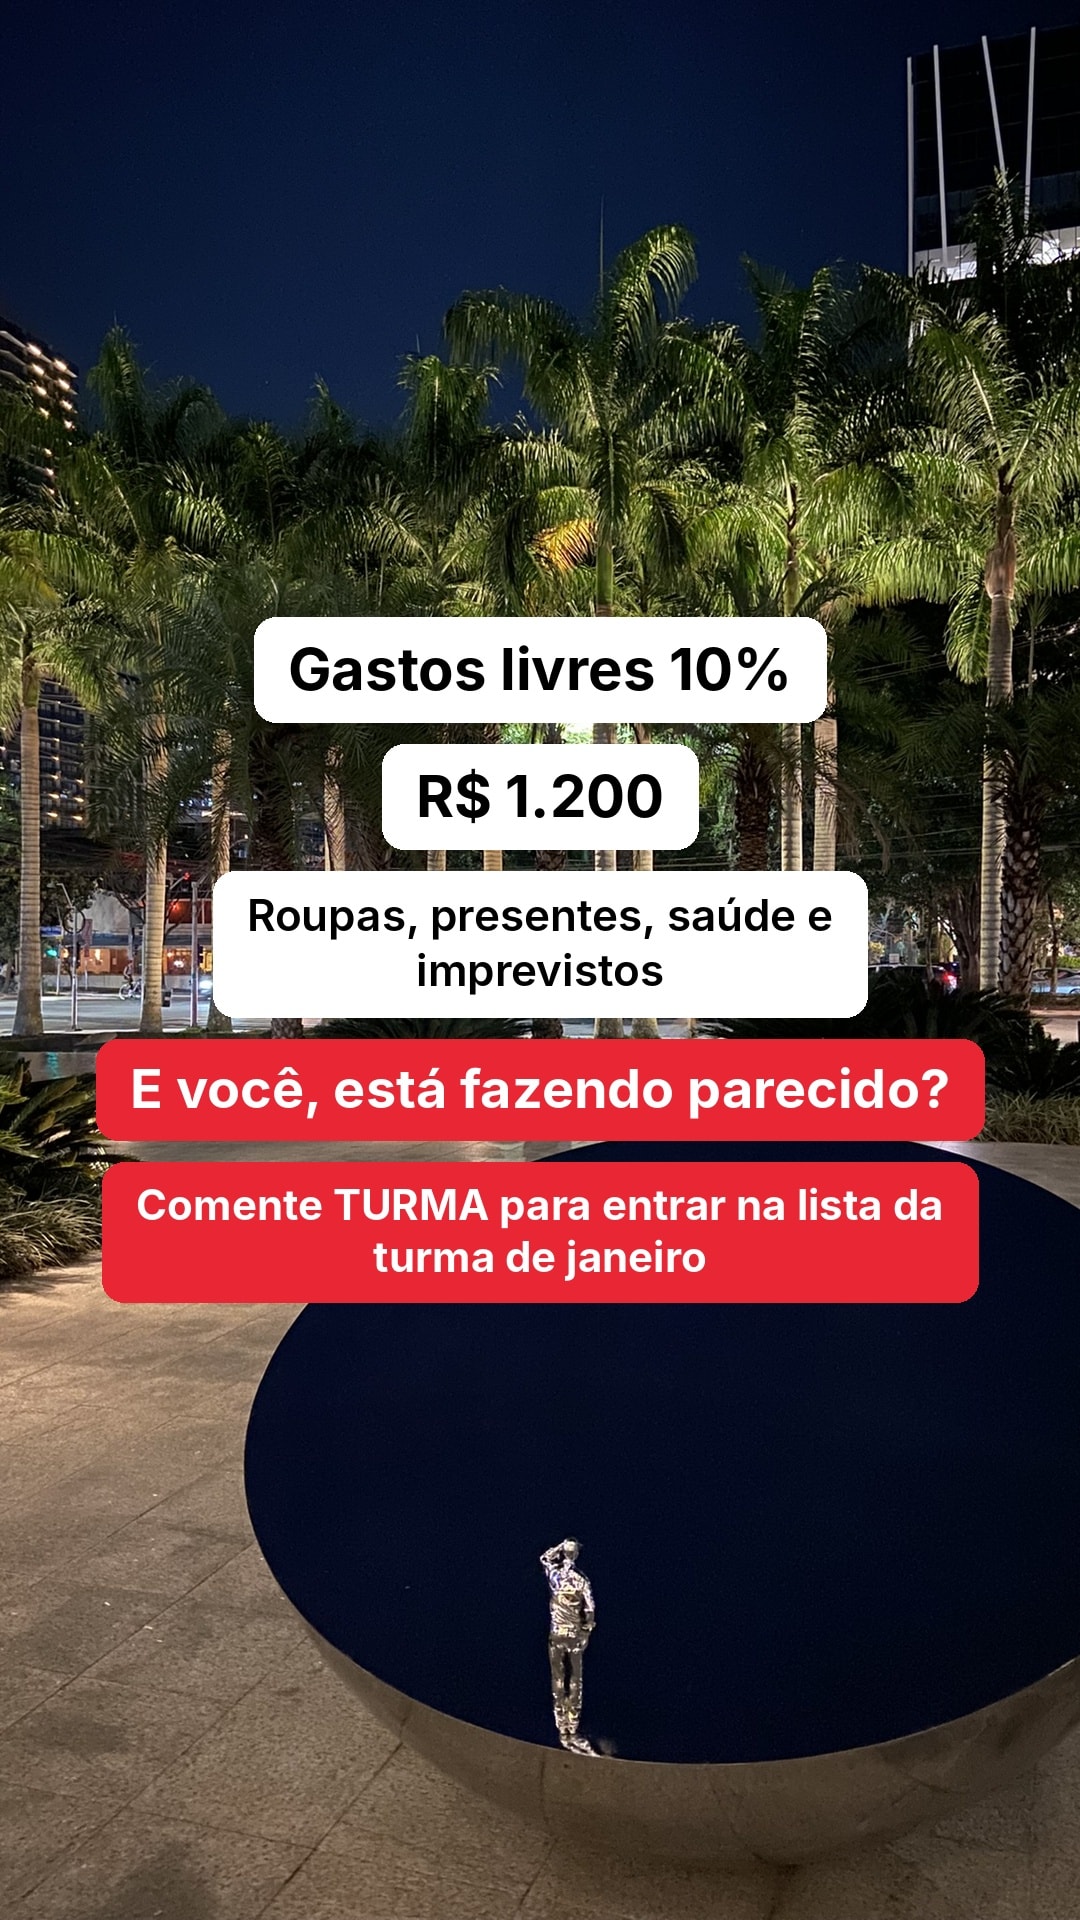 Gastos livres 10%
R$ 1.200
Roupas, presentes, saúde e
imprevistos
E você, está fazendo parecido?
Comente TURMA para entrar na lista da
turma de janeiro